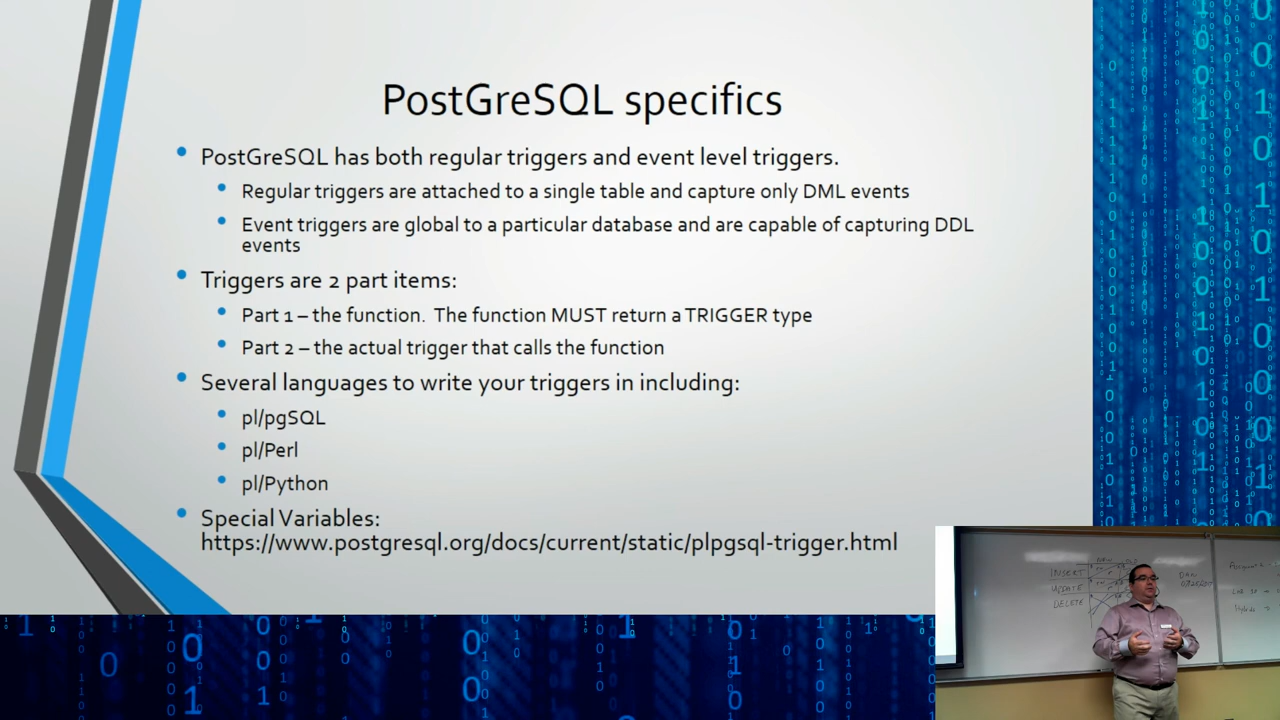 PostGreSQL specifics
PostGreSQL has both regular triggers and event level triggers.
Regular triggers are attached to a single table and capture only DML events
Event triggers are global to a particular database and are capable of capturing DDL
events
Triggers are 2 part items:
Part 1 – the function.  The function MUST return a TRIGGER type
Part 2 – the actual trigger that calls the function
Several languages to write your triggers in including:
pl/pgSQL
pl/Perl
pl/Python
Special Variables:
https://www.postgresql.org/docs/current/static/plpgsql-trigger.html
INSERT
UPDATE
DELETE